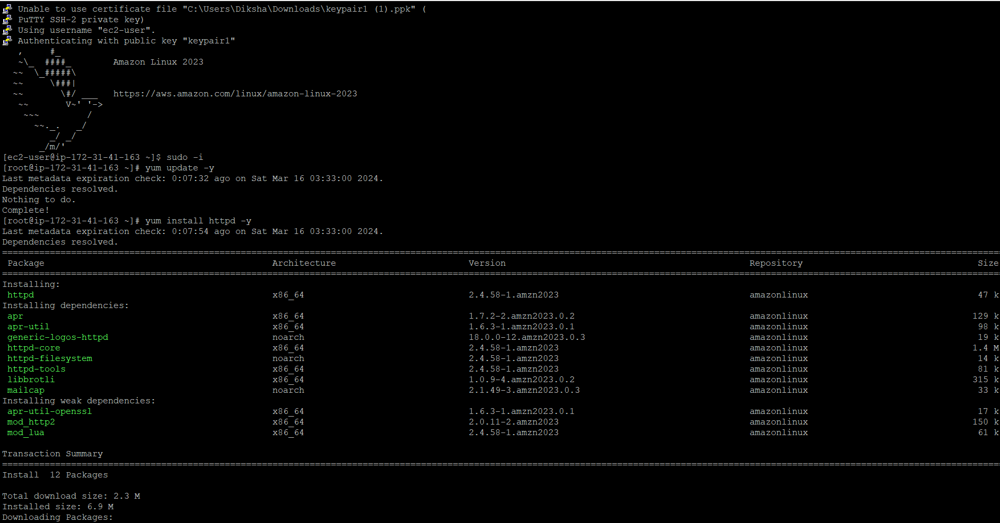 Unable to use certificate file "C:\Users\Diksha\Downloads\keypair1 (1).ppk" (
PuTTY SSH-2 private key)
Using username "ec2-user".
Authenticating with public key "keypair1"
   ,     #_
   ~\_  ####_        Amazon Linux 2023
  ~~  \_#####\
  ~~     \###|
  ~~       \#/ ___   https://aws.amazon.com/linux/amazon-linux-2023
   ~~       V~' '->
    ~~~         /
      ~~._.   _/
         _/ _/
       _/m/'
[ec2-user@ip-172-31-41-163 ~]$ sudo -i
[root@ip-172-31-41-163 ~]# yum update -y
Last metadata expiration check: 0:07:32 ago on Sat Mar 16 03:33:00 2024.
Dependencies resolved.
Nothing to do.
Complete!
[root@ip-172-31-41-163 ~]# yum install httpd -y
Last metadata expiration check: 0:07:54 ago on Sat Mar 16 03:33:00 2024.
Dependencies resolved.
Package Architecture Version Repository Size
Installing:
httpd x86_64 2.4.58-1.amzn2023 amazonlinux 47 k
Installing dependencies:
apr x86_64 1.7.2-2.amzn2023.0.2 amazonlinux 129 k
apr-util x86_64 1.6.3-1.amzn2023.0.1 amazonlinux 98 k
generic-logos-httpd noarch 18.0.0-12.amzn2023.0.3 amazonlinux 19 k
httpd-core x86_64 2.4.58-1.amzn2023 amazonlinux 1.4 M
httpd-filesystem noarch 2.4.58-1.amzn2023 amazonlinux 14 k
httpd-tools x86_64 2.4.58-1.amzn2023 amazonlinux 81 k
libbrotli x86_64 1.0.9-4.amzn2023.0.2 amazonlinux 315 k
mailcap noarch 2.1.49-3.amzn2023.0.3 amazonlinux 33 k
Installing weak dependencies:
apr-util-openssl x86_64 1.6.3-1.amzn2023.0.1 amazonlinux 17 k
mod_http2 x86_64 2.0.11-2.amzn2023 amazonlinux 150 k
mod_lua x86_64 2.4.58-1.amzn2023 amazonlinux 61 k
Transaction Summary
Install  12 Packages
Total download size: 2.3 M
Installed size: 6.9 M
Downloading Packages: